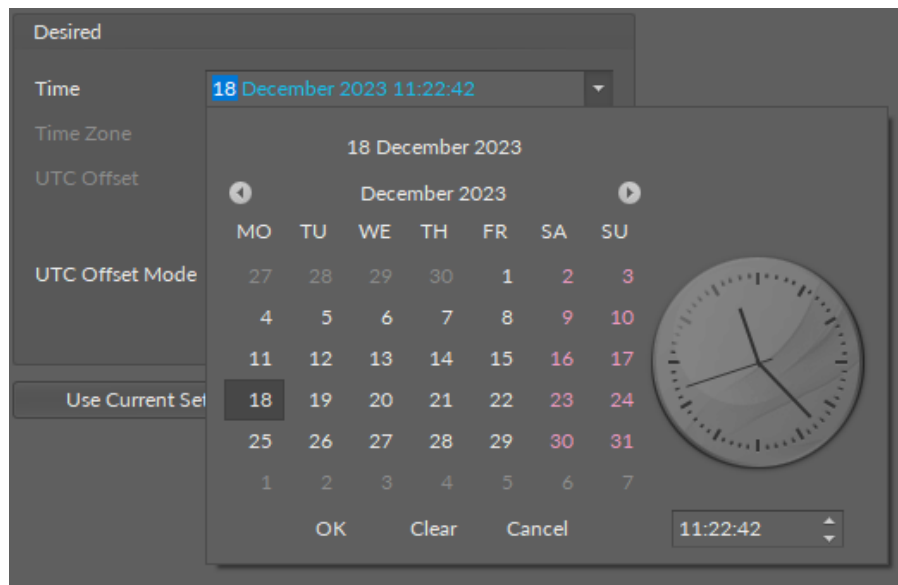 Desired
Time 18 December 2023 11:22:42
Time Zone
18 December 2023
UTC Offset
December 2023
MO TU WE TH FR SA SU
UTC Offset Mode 27 28 29 30 1 2 3
4 5 6 7 8 9 10
11 12 13 14 15 16 17
Use Current Set 18 19 20 21 22 23 24
25 26 27 28 29 30 31
1 2 3 4 5 6 7
OK Clear Cancel 11:22:42